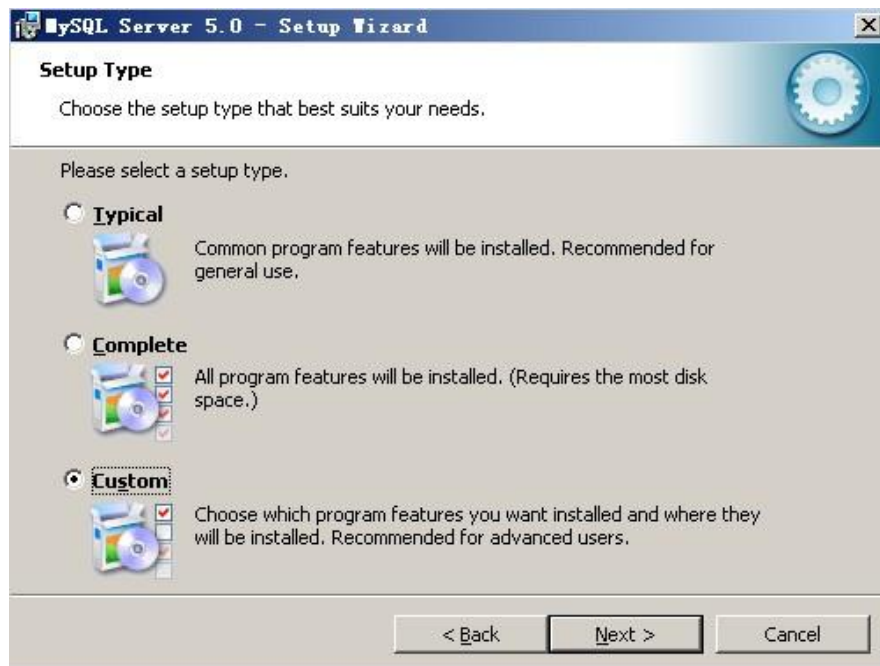 MySQL Server 5.0 - Setup Wizard
Setup Type
Choose the setup type that best suits your needs.
Please select a setup type.
Typical
Common program features will be installed. Recommended for
general use.
Complete
All program features will be installed. (Requires the most disk
space.)
Custom
Choose which program features you want installed and where they
will be installed. Recommended for advanced users.
< Back
Next >
Cancel